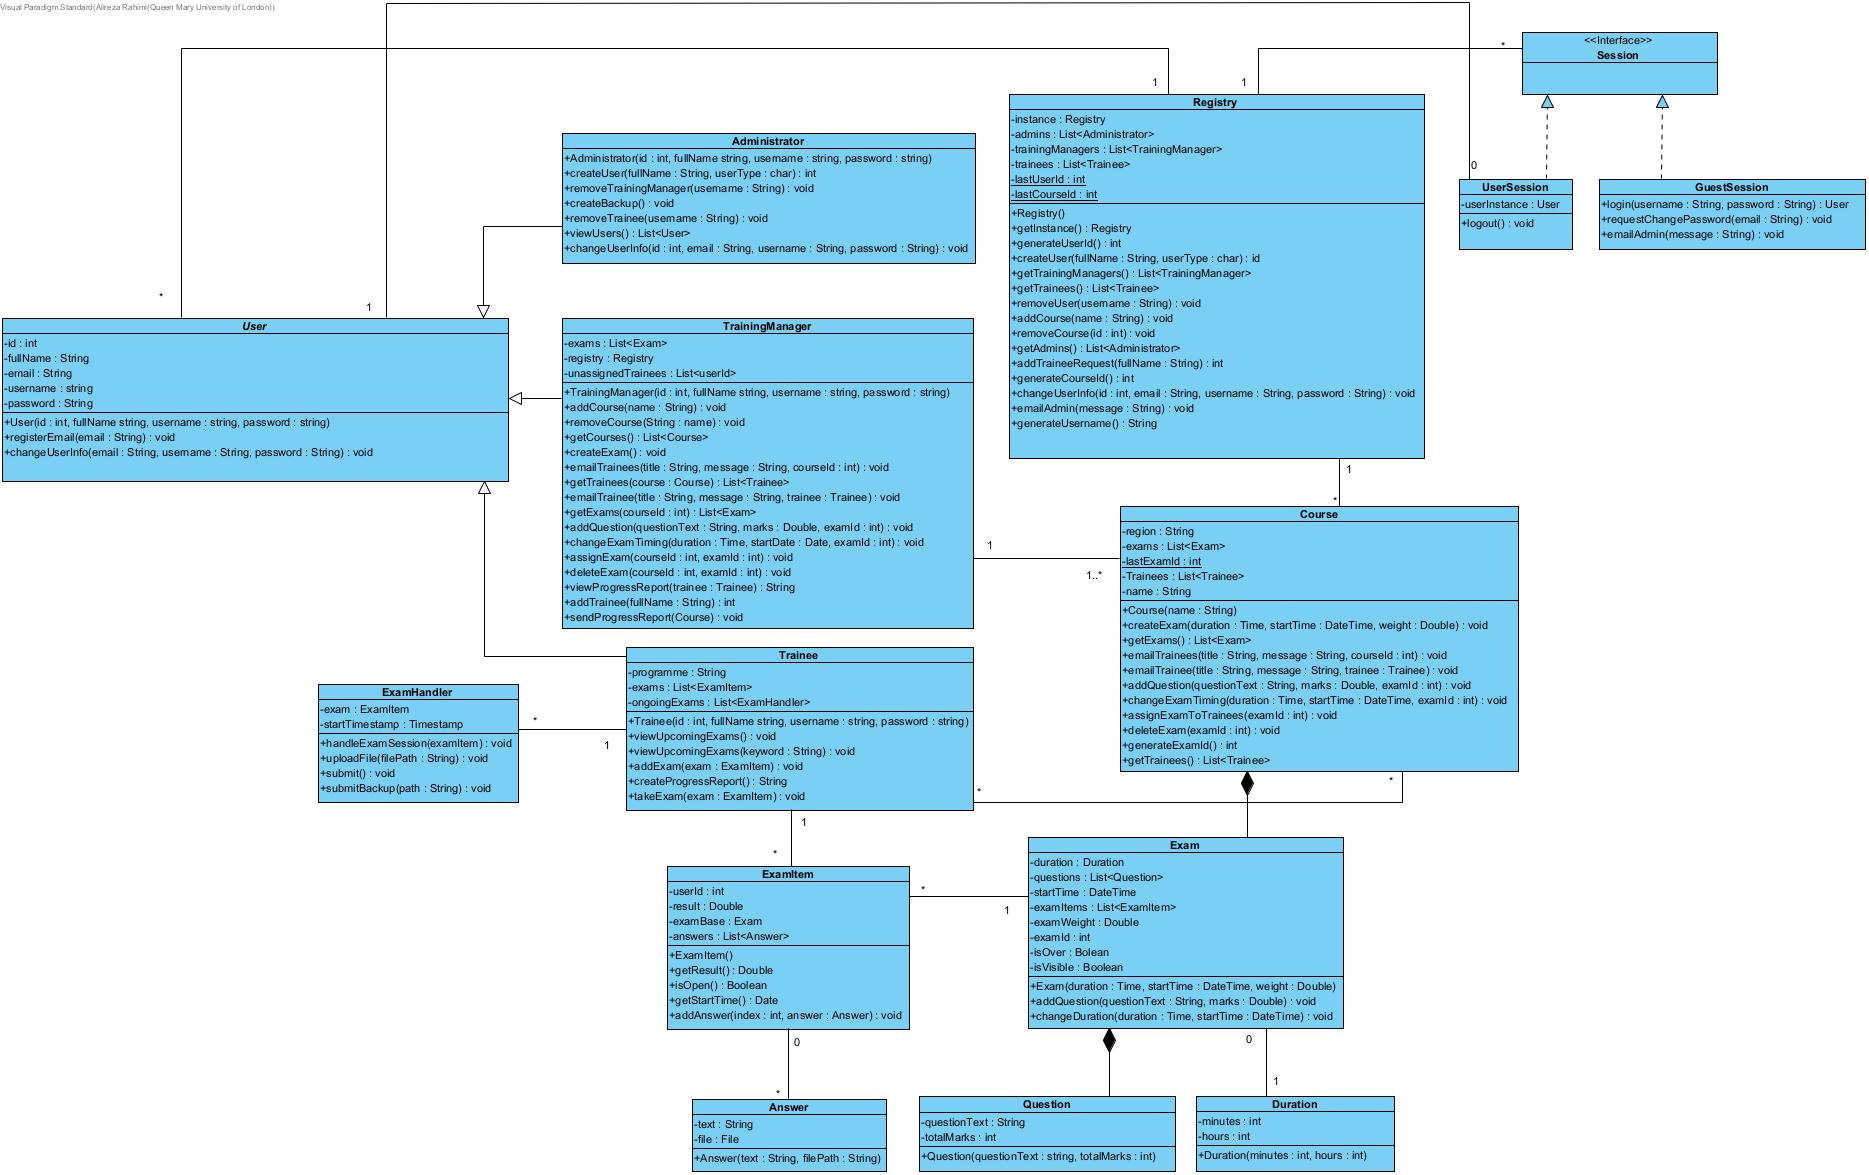 Visual Paradigm Standard(Alireza Rahimi(Queen Mary University of London))
<<Interface>>
Session
*
1
1
*
1
0
Registry
-instance : Registry
-admins : List<Administrator>
-trainingManagers : List<TrainingManager>
-trainees : List<Trainee>
-lastUserId : int
-lastCourseId : int
+Registry()
+getInstance() : Registry
+generateUserId() : int
+createUser(fullName : String, userType : char) : id
+getTrainingManagers() : List<TrainingManager>
+getTrainees() : List<Trainee>
+removeUser(username : String) : void
+addCourse(name : String) : void
+removeCourse(id : int) : void
+getAdmins() : List<Administrator>
+addTraineeRequest(fullName : String) : int
+generateCourseId() : int
+changeUserInfo(id : int, email : String, username : String, password : String) : void
+emailAdmin(message : String) : void
+generateUsername() : String
UserSession
-userInstance : User
+logout() : void
GuestSession
+login(username : String, password : String) : User
+requestChangePassword(email : String) : void
+emailAdmin(message : String) : void
Administrator
+Administrator(id : int, fullName string, username : string, password : string)
+createUser(fullName : String, userType : char) : int
+removeTrainingManager(username : String) : void
+createBackup() : void
+removeTrainee(username : String) : void
+viewUsers() : List<User>
+changeUserInfo(id : int, email : String, username : String, password : String) : void
User
-id : int
-fullName : String
-email : String
-username : string
-password : String
+User(id : int, fullName string, username : string, password : string)
+registerEmail(email : String) : void
+changeUserInfo(email : String, username : String, password : String) : void
TrainingManager
-exams : List<Exam>
-registry : Registry
-unassignedTrainees : List<userId>
+TrainingManager(id : int, fullName string, username : string, password : string)
+addCourse(name : String) : void
+removeCourse(String : name) : void
+getCourses() : List<Course>
+createExam() : void
+emailTrainees(title : String, message : String, courseId : int) : void
+getTrainees(course : Course) : List<Trainee>
+emailTrainee(title : String, message : String, trainee : Trainee) : void
+getExams(courseId : int) : List<Exam>
+addQuestion(questionText : String, marks : Double, examId : int) : void
+changeExamTiming(duration : Time, startDate : Date, examId : int) : void
+assignExam(courseId : int, examId : int) : void
+deleteExam(courseId : int, examId : int) : void
+viewProgressReport(trainee : Trainee) : String
+addTrainee(fullName : String) : int
+sendProgressReport(Course) : void
1
*
1
1..*
Course
-region : String
-exams : List<Exam>
-lastExamId : int
-Trainees : List<Trainee>
-name : String
+Course(name : String)
+createExam(duration : Time, startTime : DateTime, weight : Double) : void
+getExams() : List<Exam>
+emailTrainees(title : String, message : String, courseId : int) : void
+emailTrainee(title : String, message : String, trainee : Trainee) : void
+addQuestion(questionText : String, marks : Double, examId : int) : void
+changeExamTiming(duration : Time, startTime : DateTime, examId : int) : void
+assignExamToTrainees(examId : int) : void
+deleteExam(examId : int) : void
+generateExamId() : int
+getTrainees() : List<Trainee>
Trainee
-programme : String
-exams : List<ExamItem>
-ongoingExams : List<ExamHandler>
+Trainee(id : int, fullName string, username : string, password : string)
+viewUpcomingExams() : void
+viewUpcomingExams(keyword : String) : void
+addExam(exam : ExamItem) : void
+createProgressReport() : String
+takeExam(exam : ExamItem) : void
ExamHandler
-exam : ExamItem
-startTimestamp : Timestamp
+handleExamSession(examItem) : void
+uploadFile(filePath : String) : void
+submit() : void
+submitBackup(path : String) : void
*
1
*
*
1
*
ExamItem
-userId : int
-result : Double
-examBase : Exam
-answers : List<Answer>
+ExamItem()
+getResult() : Double
+isOpen() : Boolean
+getStartTime() : Date
+addAnswer(index : int, answer : Answer) : void
*
1
Exam
-duration : Duration
-questions : List<Question>
-startTime : DateTime
-examItems : List<ExamItem>
-examWeight : Double
-examId : int
-isOver : Bolean
-isVisible : Boolean
+Exam(duration : Time, startTime : DateTime, weight : Double)
+addQuestion(questionText : String, marks : Double) : void
+changeDuration(duration : Time, startTime : DateTime) : void
0
*
0
1
Answer
-text : String
-file : File
+Answer(text : String, filePath : String)
Question
-questionText : String
-totalMarks : int
+Question(questionText : string, totalMarks : int)
Duration
-minutes : int
-hours : int
+Duration(minutes : int, hours : int)